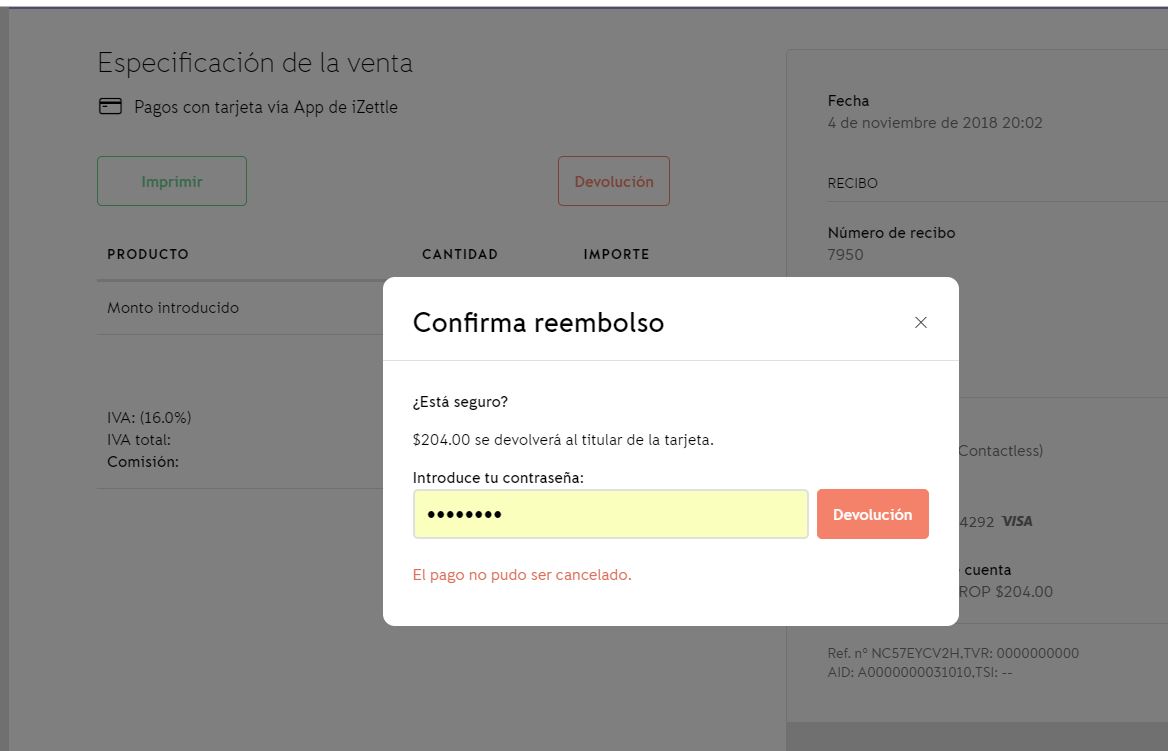 Especificación de la venta
Pagos con tarjeta vía App de iZettle
Imprimir
Devolución
PRODUCTO CANTIDAD IMPORTE
Monto introducido
IVA: (16.0%)
IVA total:
Comisión:
Fecha
4 de noviembre de 2018 20:02
RECIBO
Número de recibo
7950
Contactless)
4292 VISA
cuenta
ROP $204.00
Ref. nº NC57EYCV2H,TVR: 0000000000
AID: A0000000031010,TSI: --
Confirma reembolso
¿Está seguro?
$204.00 se devolverá al titular de la tarjeta.
Introduce tu contraseña:
••••••••
Devolución
El pago no pudo ser cancelado.